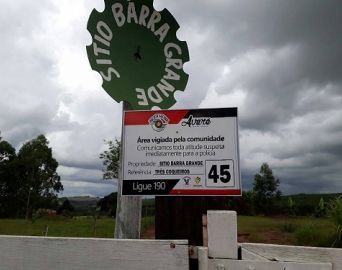 SITIO BARRA GRANDE
Avaré
Área vigiada pela comunidade
Comunicamos toda atitude suspeita
imediatamente para a polícia
Propriedade: SITIO BARRA GRANDE
Referência: TRÊS COQUEIROS
45
Ligue 190